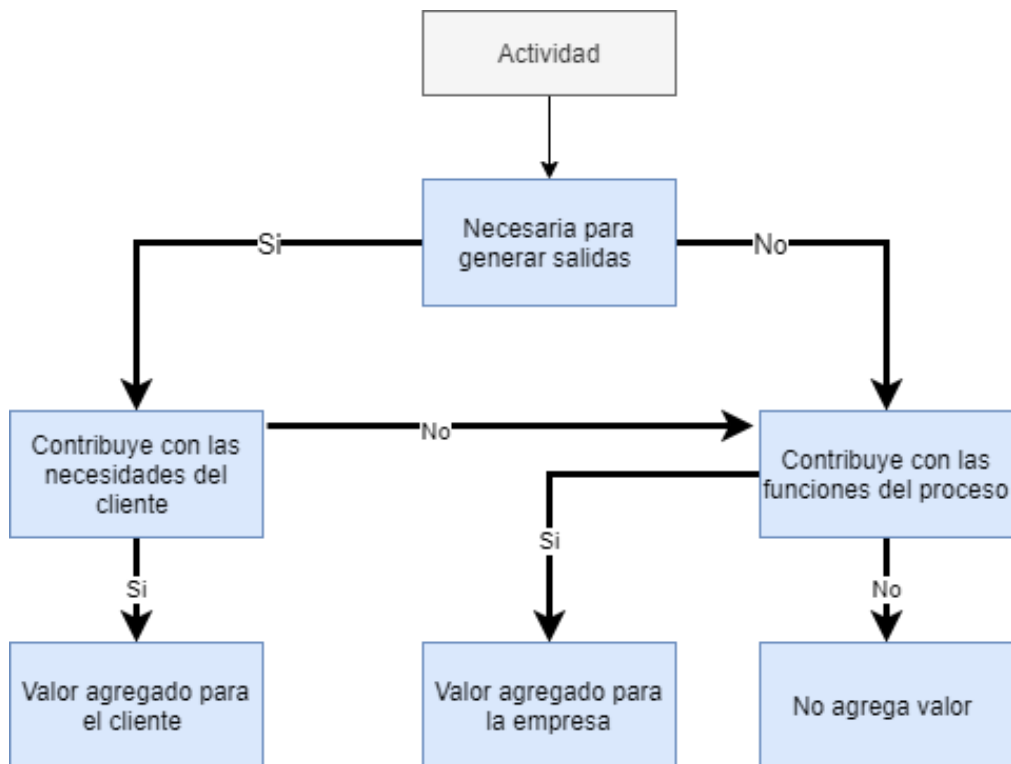 Actividad
Necesaria para
generar salidas
Si
No
Contribuye con las
necesidades del
cliente
No
Contribuye con las
funciones del proceso
Si
Si
No
Valor agregado para
el cliente
Valor agregado para
la empresa
No agrega valor